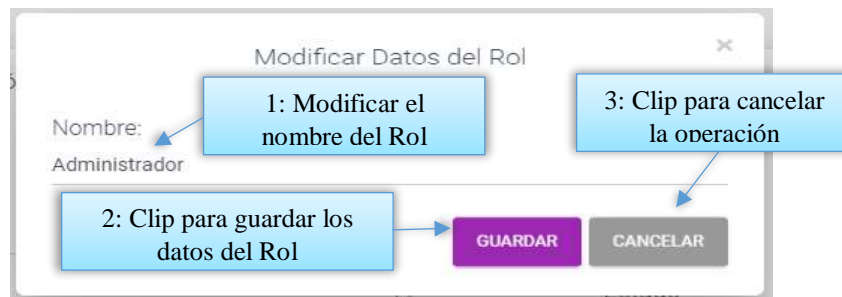 Modificar Datos del Rol
×
1: Modificar el
nombre del Rol
3: Clip para cancelar
la operación
Nombre:
Administrador
2: Clip para guardar los
datos del Rol
GUARDAR
CANCELAR